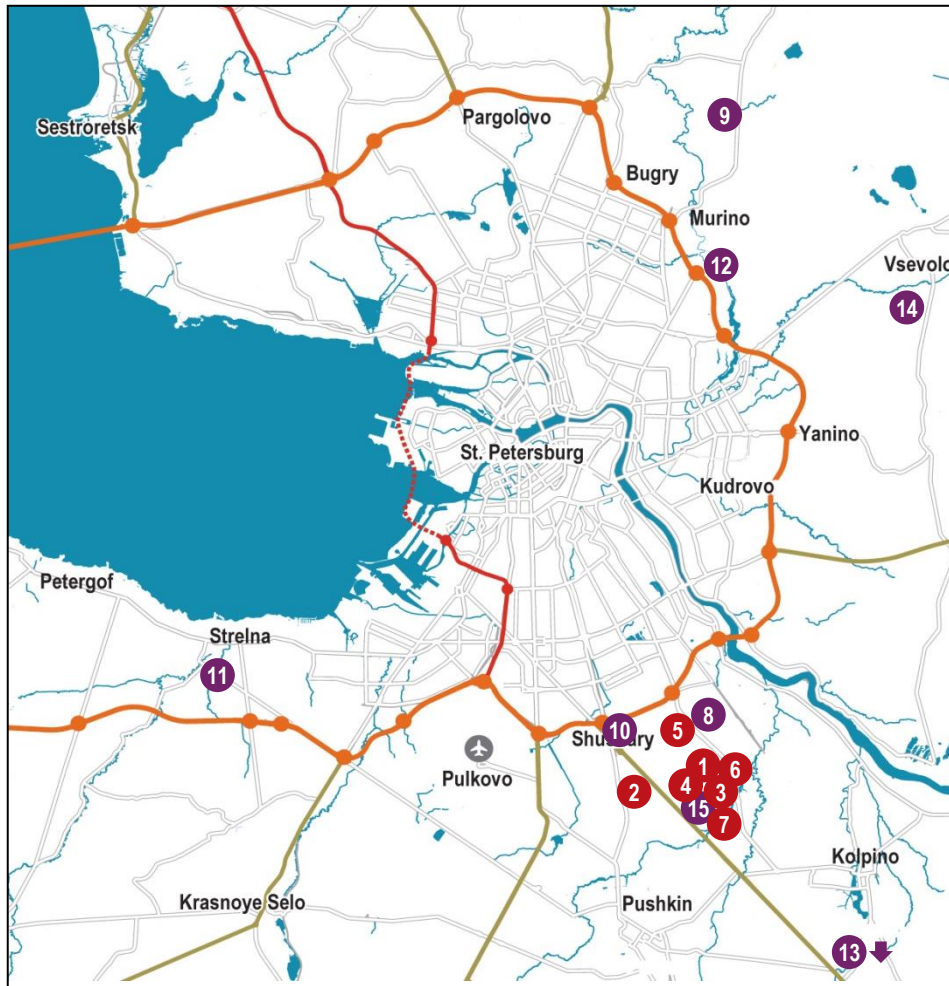 9
Pargolovo
Sestroretsk
Bugry
Murino
12
Vsevolo
14
Yanino
St. Petersburg
Kudrovo
Petergof
Strelna
11
8
10
5
Pulkovo
1
6
2
4
3
15
7
Kolpino
Krasnoye Selo
Pushkin
13